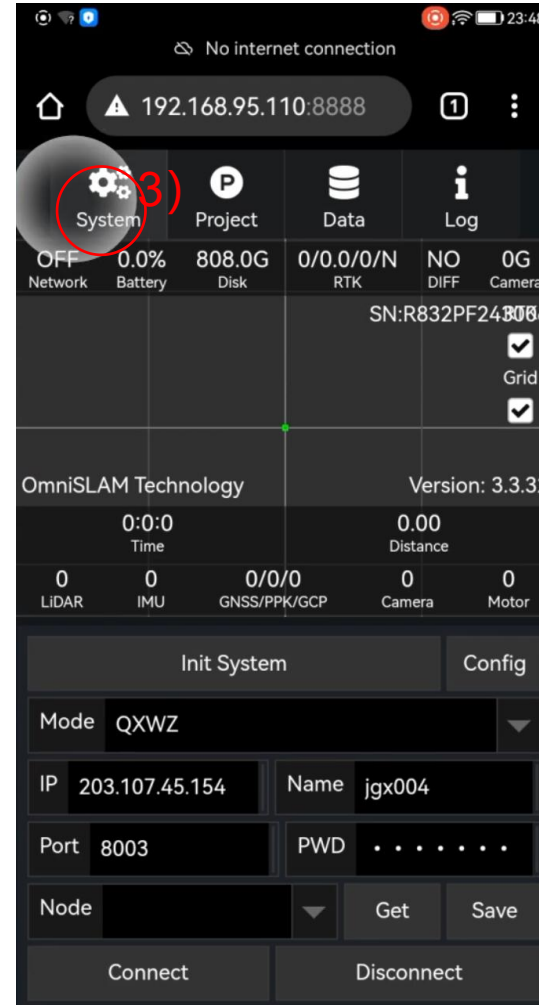 23:48
No internet connection
192.168.95.110:8888
1
3)
System Project Data Log
OFF 0.0% 808.0G 0/0.0/0/N NO 0G
Network Battery Disk RTK DIFF Camera
SN:R832PF24
Grid
OmniSLAM Technology Version: 3.3.3
0:0:0 0.00
Time Distance
0 0 0/0/0 0 0
LiDAR IMU GNSS/PPK/GCP Camera Motor
Init System Config
Mode QXWZ
IP 203.107.45.154 Name jgx004
Port 8003 PWD • • • • • • •
Node Get Save
Connect Disconnect